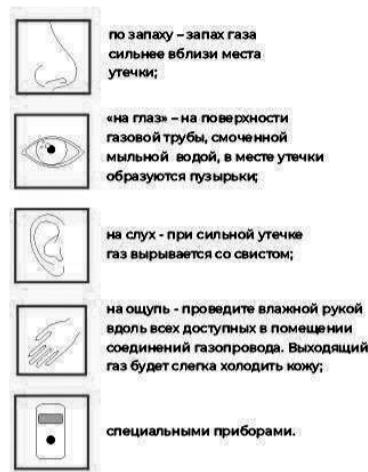 по запаху – запах газа
сильнее вблизи места
утечки;
«на глаз» – на поверхности
газовой трубы, смоченной
мыльной водой, в месте утечки
образуются пузырьки;
на слух - при сильной утечке
газ вырывается со свистом;
на ощупь - проведите влажной рукой
вдоль всех доступных в помещении
соединений газопровода. Выходящий
газ будет слегка холодить кожу;
специальными приборами.